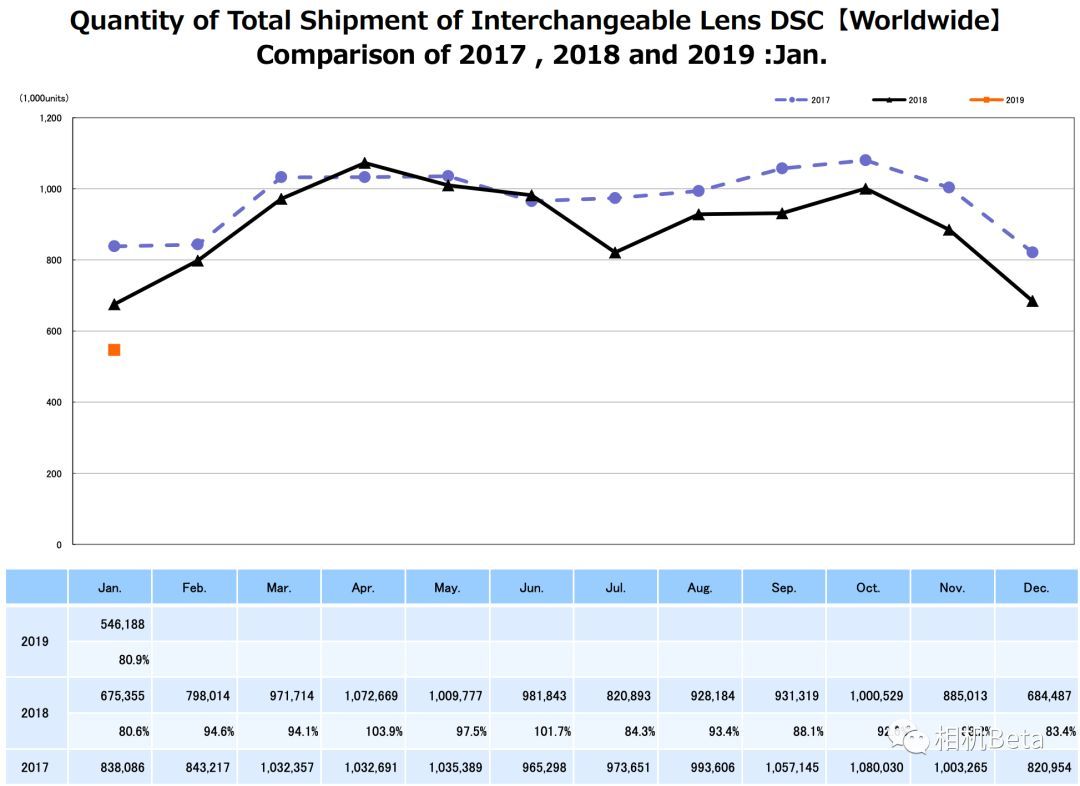 Quantity of Total Shipment of Interchangeable Lens DSC【Worldwide】
Comparison of 2017 , 2018 and 2019 :Jan.
(1,000units)
2017 2018 2019
1,200
1,000
800
600
400
200
0
Jan. Feb. Mar. Apr. May. Jun. Jul. Aug. Sep. Oct. Nov. Dec.
2019
546,188
80.9%
2018
675,355 798,014 971,714 1,072,669 1,009,777 981,843 820,893 928,184 931,319 1,000,529 885,013 684,487
80.6% 94.6% 94.1% 103.9% 97.5% 101.7% 84.3% 93.4% 88.1% 83.4%
相机Beta
2017 838,086 843,217 1,032,357 1,032,691 1,035,389 965,298 973,651 993,606 1,057,145 1,080,030 1,003,265 820,954